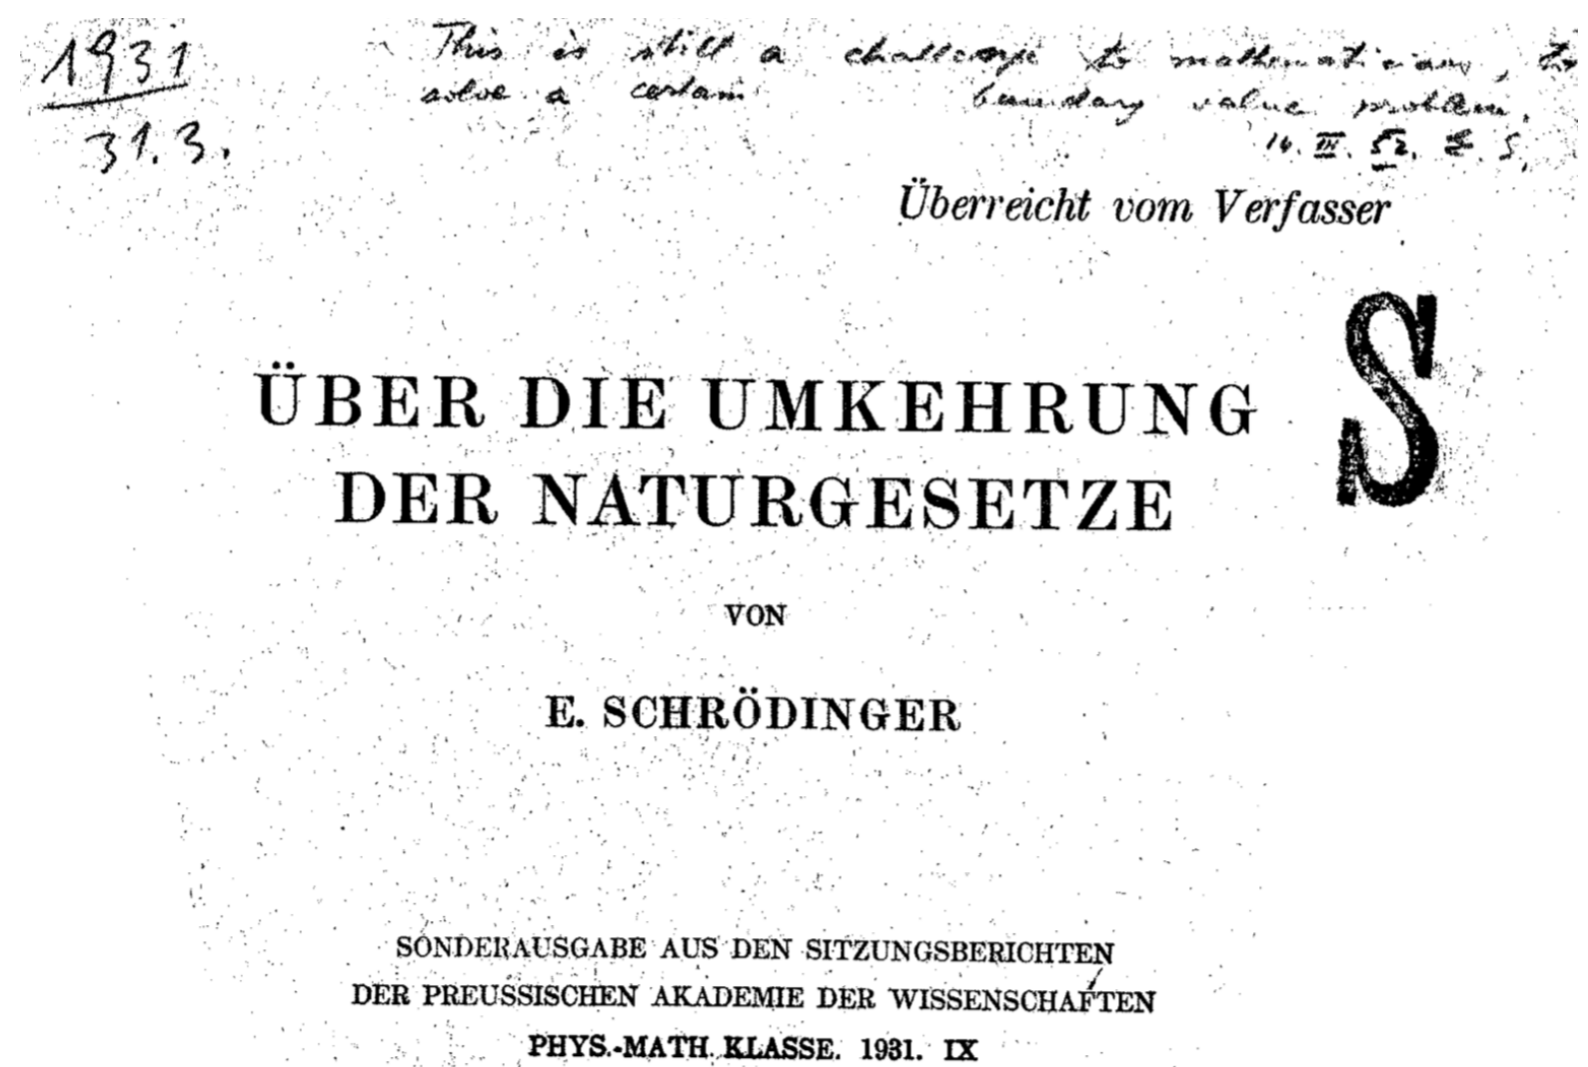 1931
31.3.
This is still a challenge to mathematicians, to
solve a certain boundary value problem.
16. III. 52. E. S.
Überreicht vom Verfasser
S
ÜBER DIE UMKEHRUNG
DER NATURGESETZE
VON
E. SCHRÖDINGER
SONDERAUSGABE AUS DEN SITZUNGSBERICHTEN
DER PREUSSISCHEN AKADEMIE DER WISSENSCHAFTEN
PHYS.-MATH. KLASSE. 1931. IX